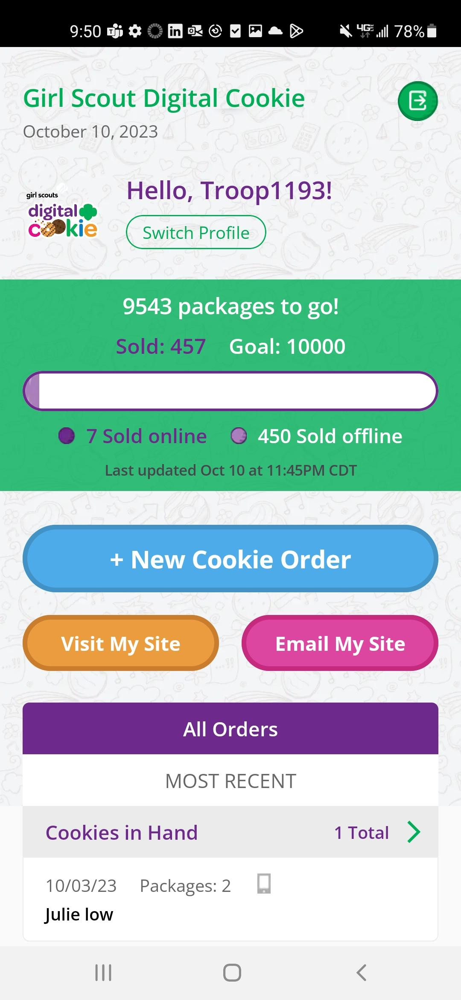 9:50 4G LTE 78%
Girl Scout Digital Cookie
October 10, 2023
girl scouts
digital
cookie
Hello, Troop1193!
Switch Profile
9543 packages to go!
Sold: 457 Goal: 10000
7 Sold online 450 Sold offline
Last updated Oct 10 at 11:45PM CDT
+ New Cookie Order
Visit My Site Email My Site
All Orders
MOST RECENT
Cookies in Hand 1 Total
10/03/23 Packages: 2
Julie low